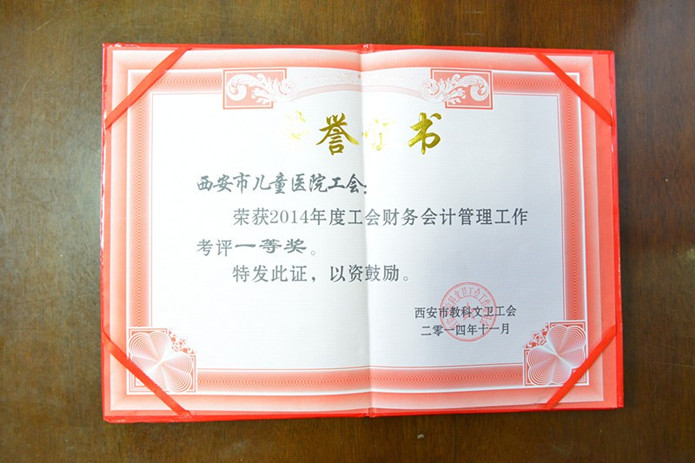 荣誉证书
西安市儿童医院工会：
荣获2014年度工会财务会计管理工作
考评一等奖。
特发此证，以资鼓励。
西安市教科文卫工会
二零一四年十一月